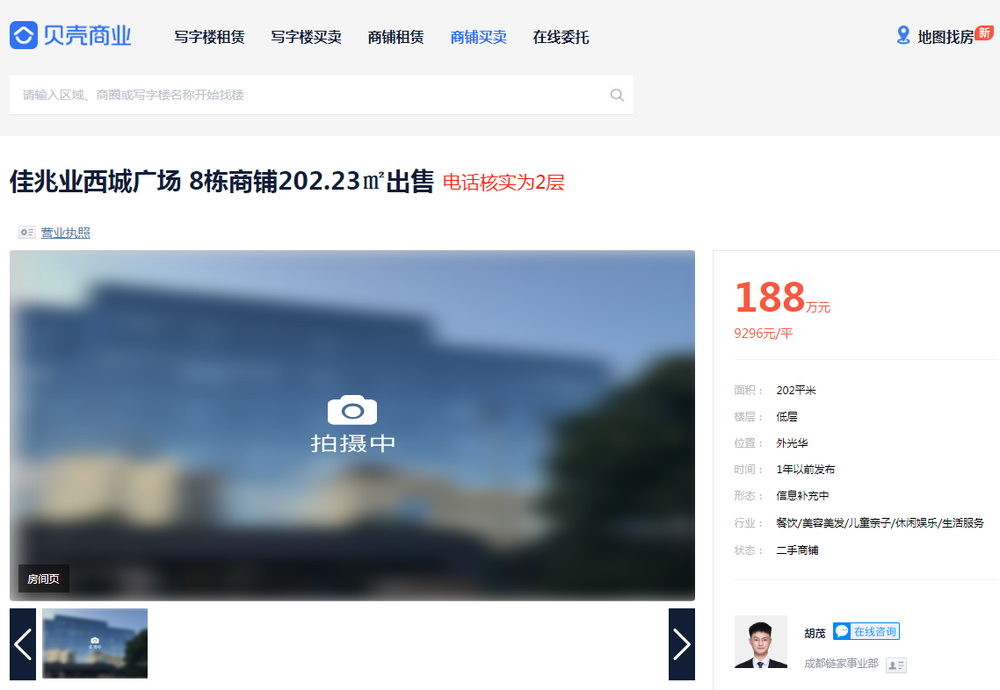 贝壳商业 写字楼租赁 写字楼买卖 商铺租赁 商铺买卖 在线委托 地图找房 新
请输入区域、商圈或写字楼名称开始找楼
佳兆业西城广场 8栋商铺202.23㎡出售 电话核实为2层
营业执照
拍摄中
房间页
拍摄中
188万元
9296元/平
面积： 202平米
楼层： 低层
位置： 外光华
时间： 1年以前发布
形态： 信息补充中
行业： 餐饮/美容美发/儿童亲子/休闲娱乐/生活服务
状态： 二手商铺
胡茂 在线咨询
成都链家事业部